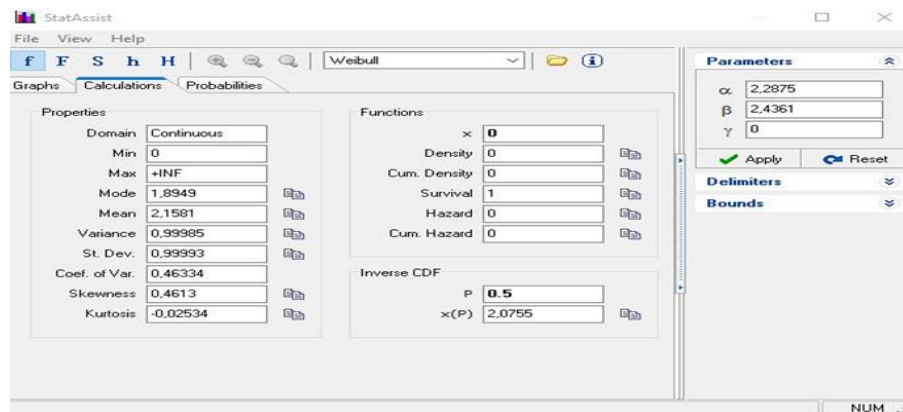 StatAssist
File View Help
f F S h H Weibull
Graphs Calculations Probabilities
Properties
Domain Continuous
Min 0
Max +INF
Mode 1,8949
Mean 2,1581
Variance 0,99985
St. Dev. 0,99993
Coef. of Var. 0,46334
Skewness 0,4613
Kurtosis -0,02534
Functions
x 0
Density 0
Cum. Density 0
Survival 1
Hazard 0
Cum. Hazard 0
Inverse CDF
P 0.5
x(P) 2,0755
Parameters
α 2,2875
β 2,4361
γ 0
Apply Reset
Delimiters
Bounds
NUM